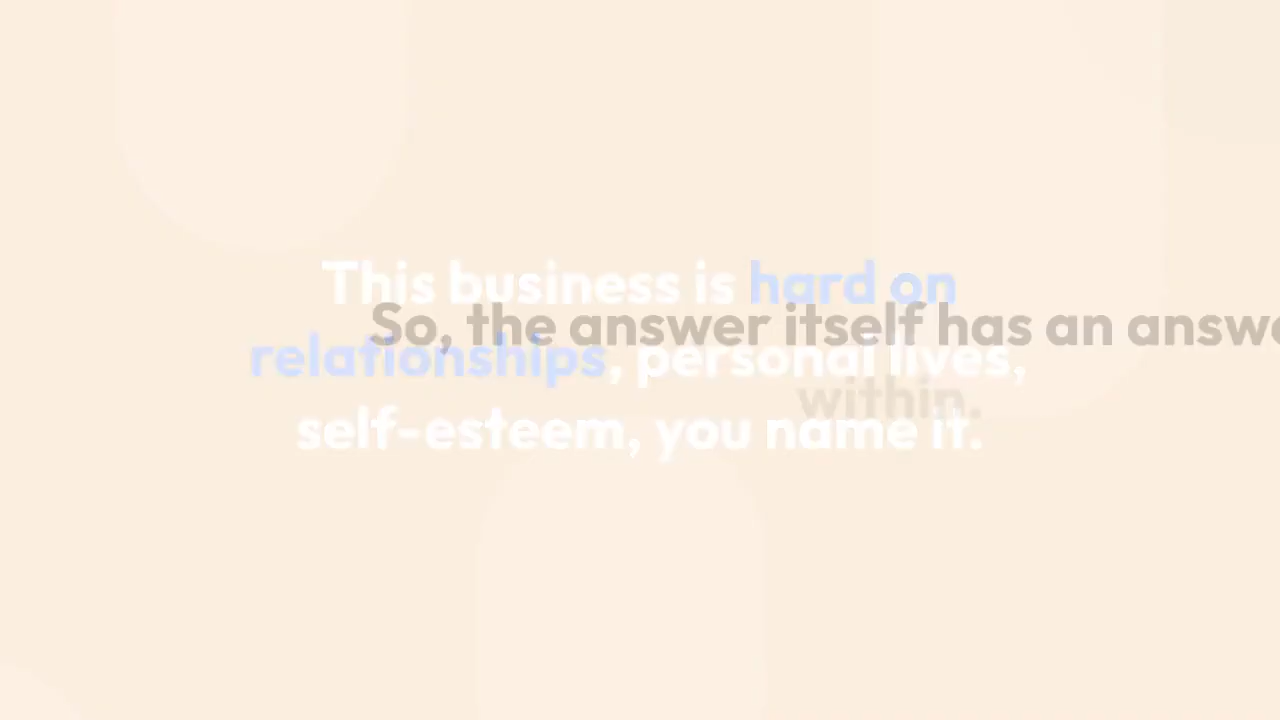 This business is hard on
relationships, personal lives,
self-esteem, you name it.
So, the answer itself has an
within.